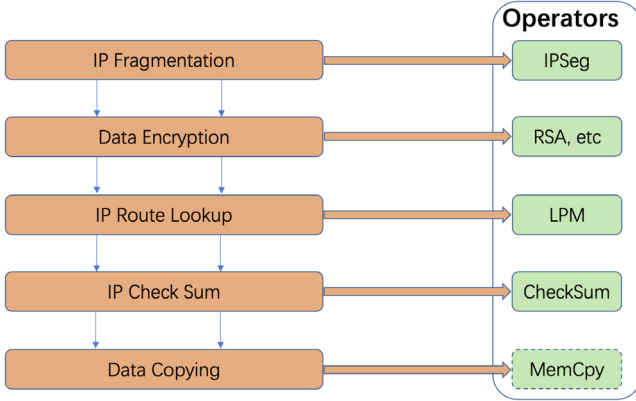 Operators
IP Fragmentation
IPSeg
Data Encryption
RSA, etc
IP Route Lookup
LPM
IP Check Sum
CheckSum
Data Copying
MemCpy